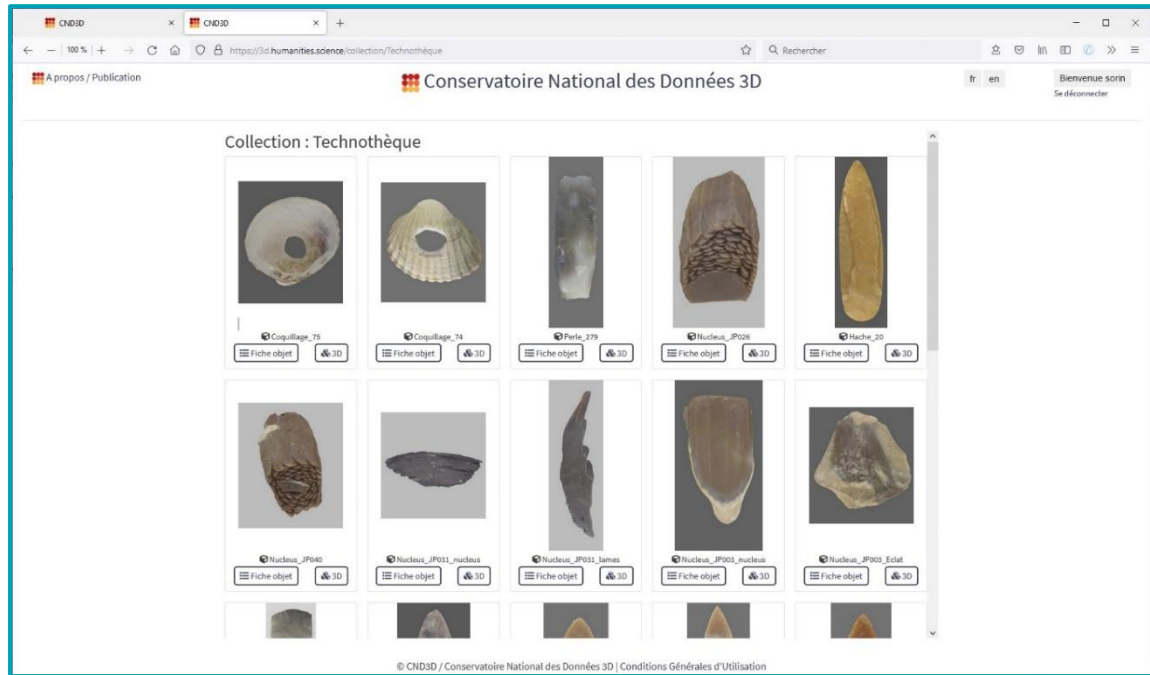 CND3D
CND3D
100 %
https://3d.humanities.science/collection/Technothèque
Rechercher
A propos / Publication
Conservatoire National des Données 3D
fr en
Bienvenue sorin
Se déconnecter
Collection : Technothèque
Coquillage_75
Coquillage_74
Perle_279
Nucleus_JP026
Hache_20
Fiche objet 3D
Fiche objet 3D
Fiche objet 3D
Fiche objet 3D
Fiche objet 3D
Nucleus_JP040
Nucleus_JP031_nucleus
Nucleus_JP031_lames
Nucleus_JP003_nucleus
Nucleus_JP003_Eclat
Fiche objet 3D
Fiche objet 3D
Fiche objet 3D
Fiche objet 3D
Fiche objet 3D
© CND3D / Conservatoire National des Données 3D | Conditions Générales d'Utilisation